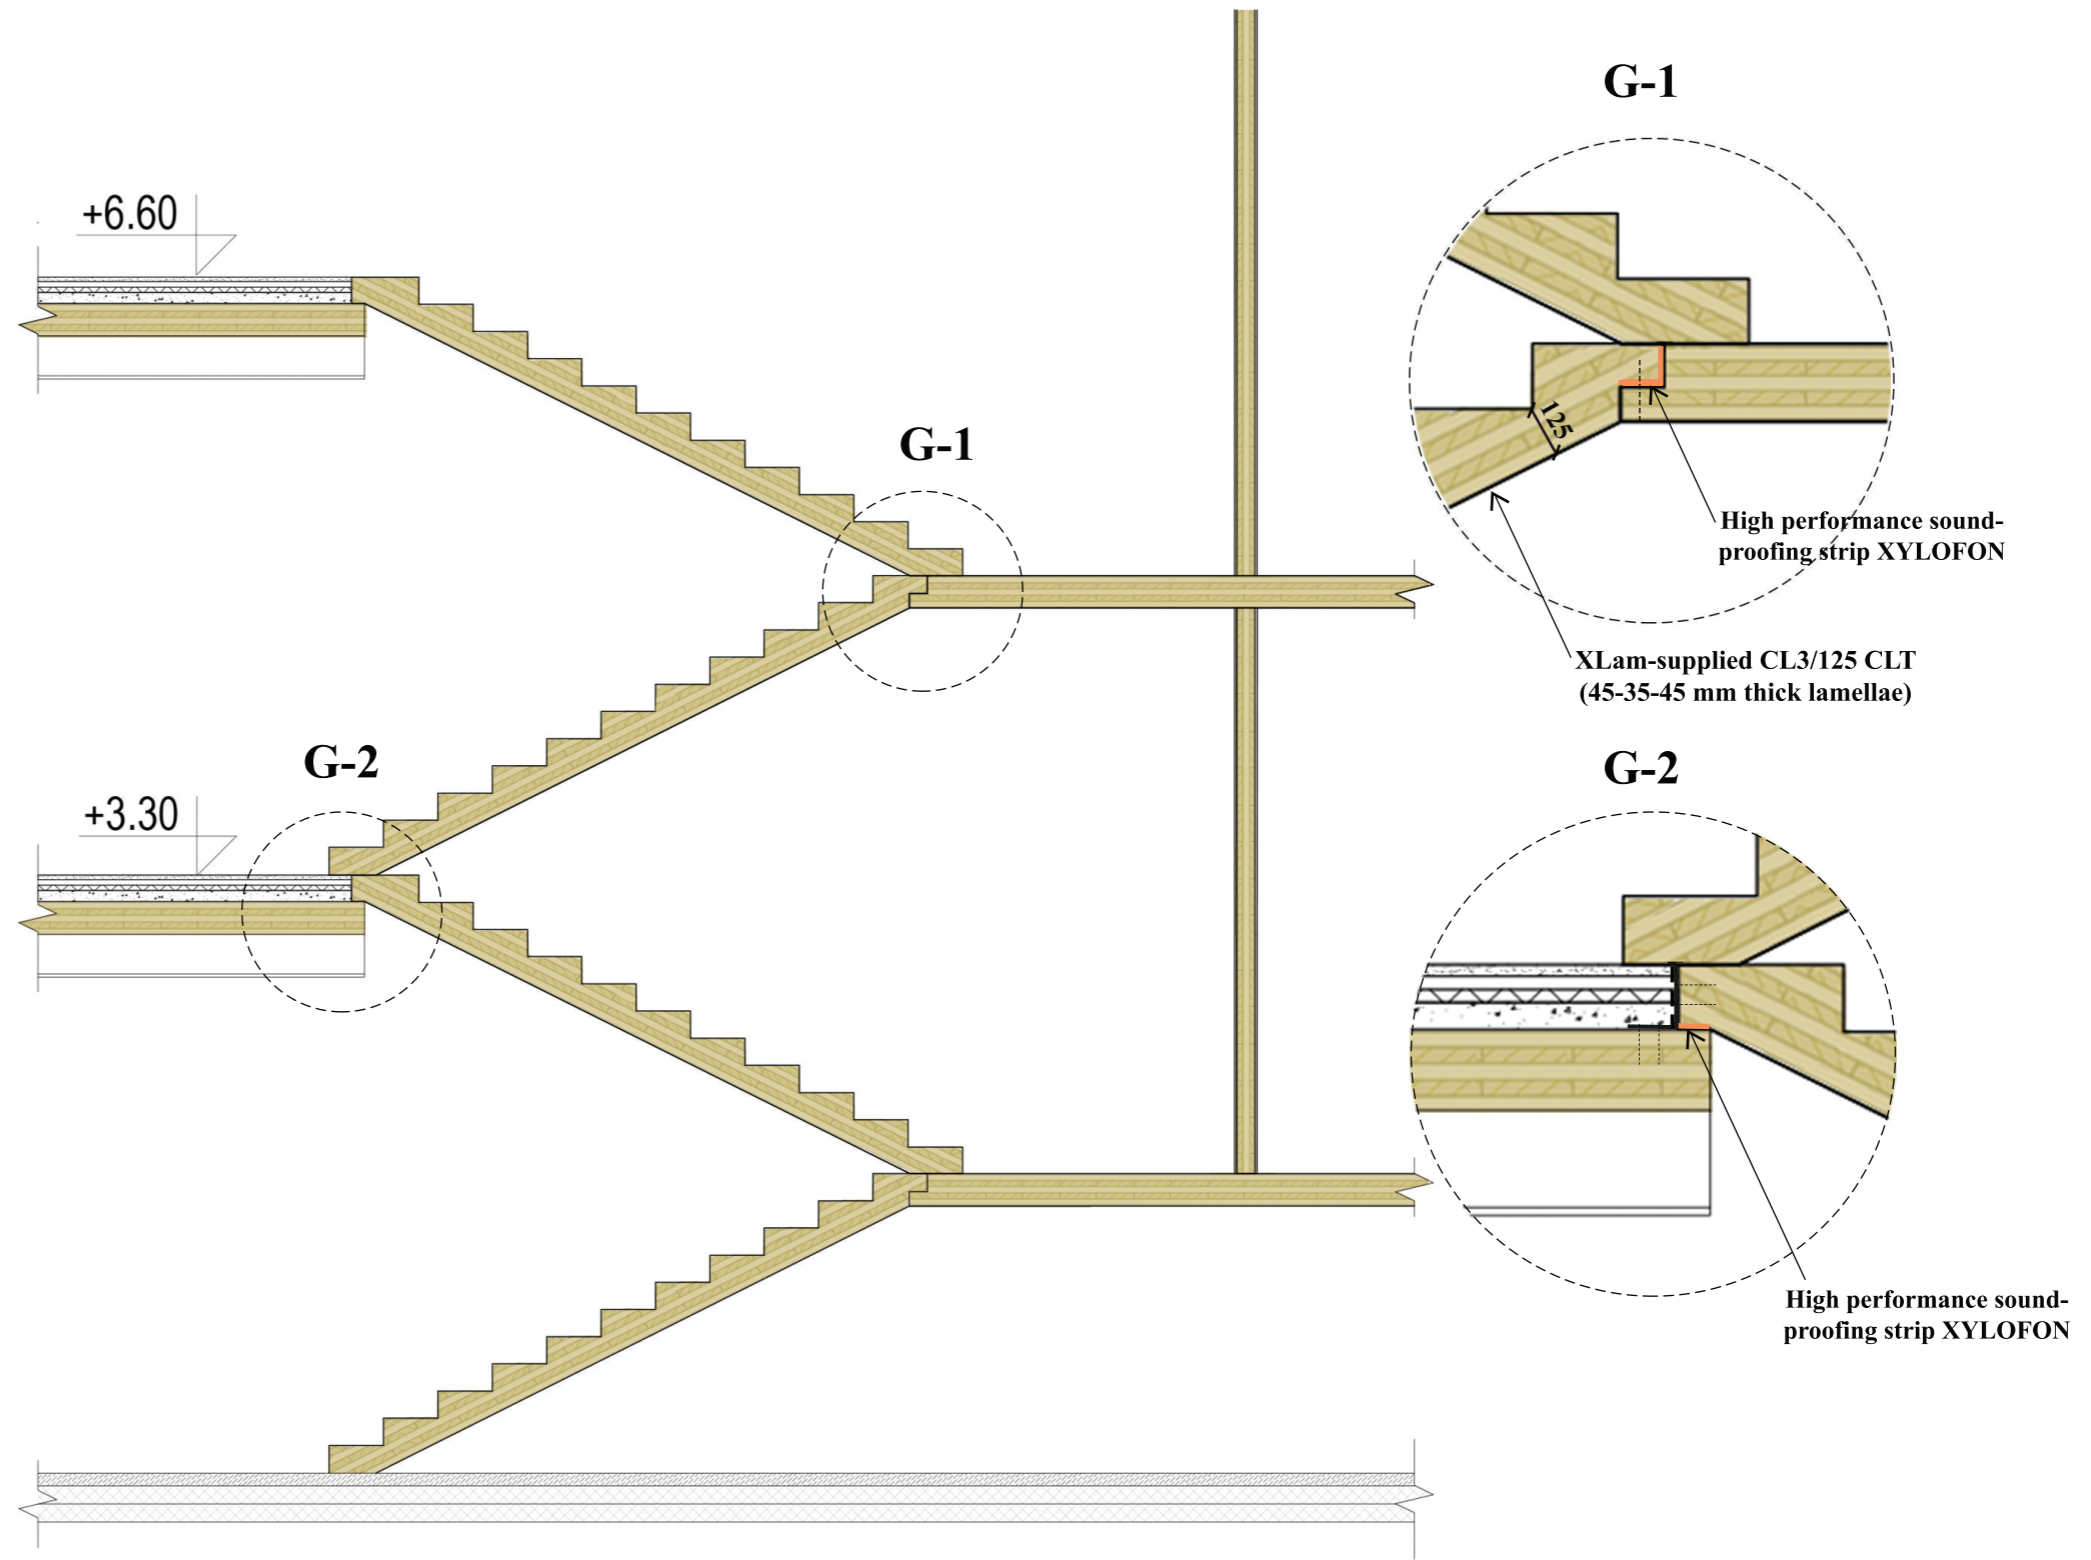 G-1
+6.60
G-1
125
High performance sound-
proofing strip XYLOFON
XLam-supplied CL3/125 CLT
(45-35-45 mm thick lamellae)
G-2
G-2
+3.30
High performance sound-
proofing strip XYLOFON